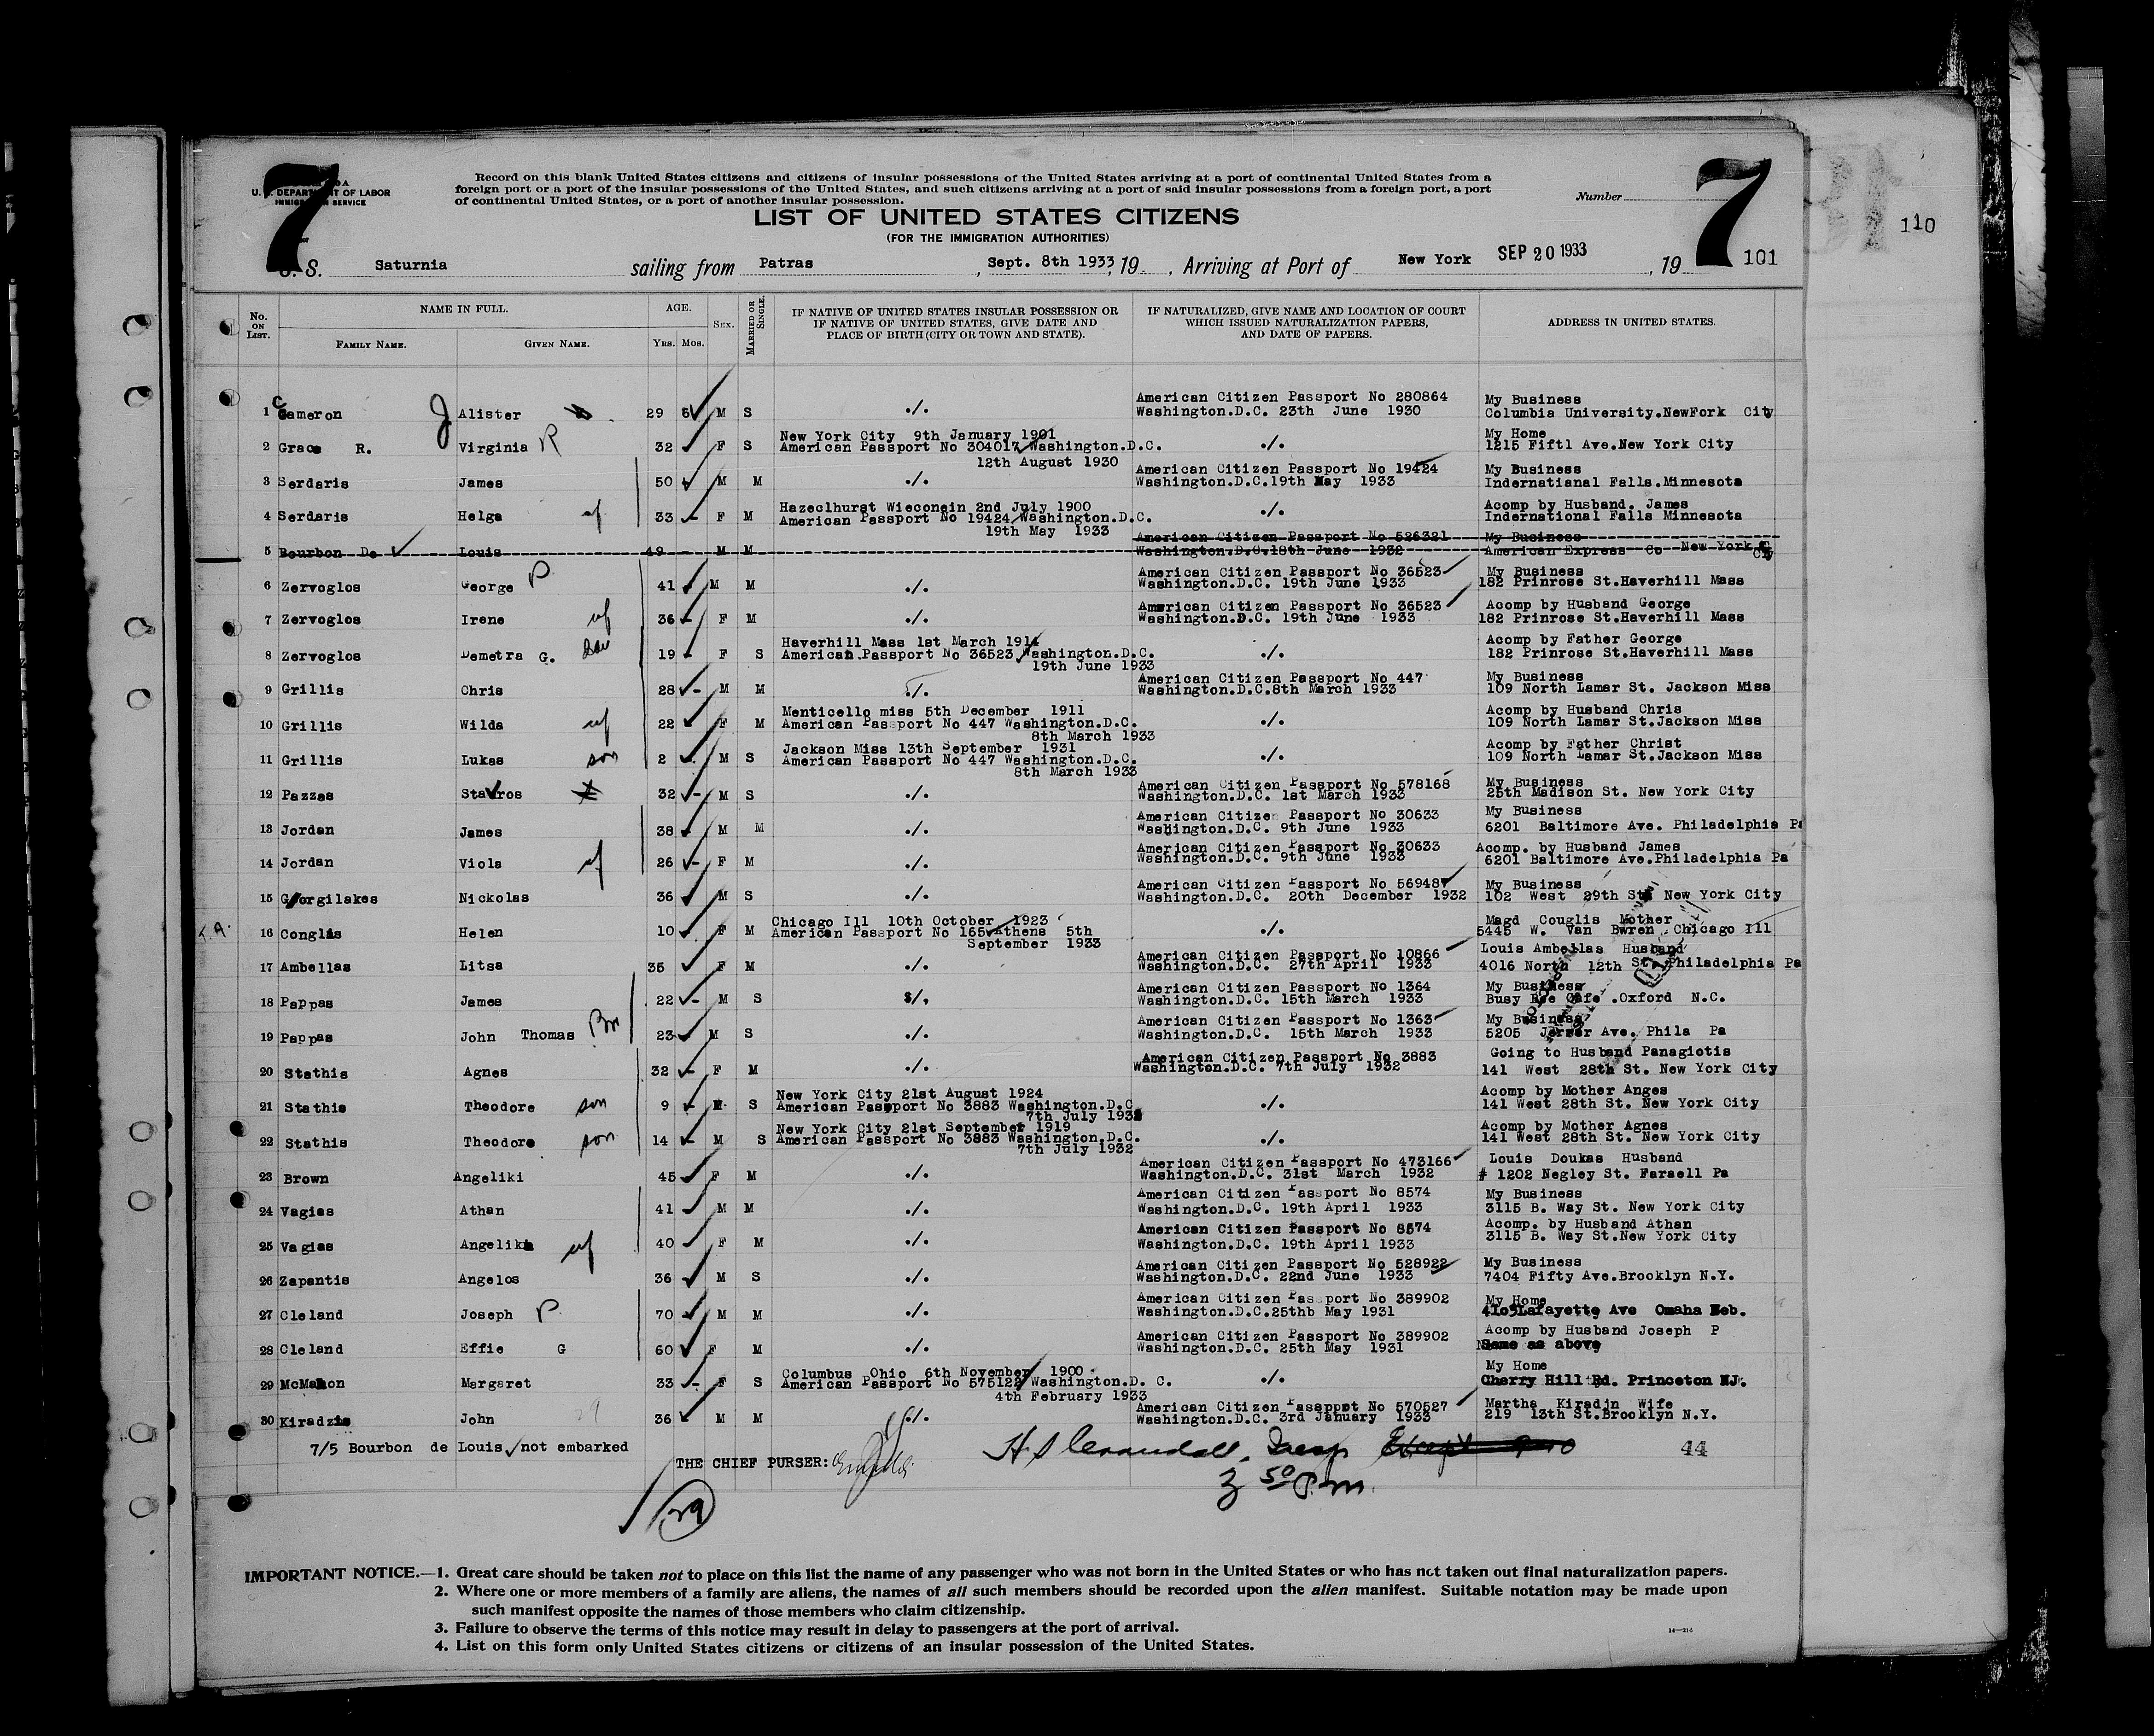 7
7
U. S. DEPARTMENT OF LABOR
IMMIGRATION SERVICE
Record on this blank United States citizens and citizens of insular possessions of the United States arriving at a port of continental United States from a
foreign port or a port of the insular possessions of the United States, and such citizens arriving at a port of said insular possessions from a foreign port, a port
of continental United States, or a port of another insular possession.
Number
110
LIST OF UNITED STATES CITIZENS
(FOR THE IMMIGRATION AUTHORITIES)
S. S. Saturnia sailing from Patras, Sept. 8th 1933, 19 , Arriving at Port of New York SEP 20 1933, 19 101
No. ON LIST. NAME IN FULL. FAMILY NAME. GIVEN NAME. AGE. YRS. MOS. SEX. MARRIED OR SINGLE. IF NATIVE OF UNITED STATES INSULAR POSSESSION OR IF NATIVE OF UNITED STATES, GIVE DATE AND PLACE OF BIRTH (CITY OR TOWN AND STATE). IF NATURALIZED, GIVE NAME AND LOCATION OF COURT WHICH ISSUED NATURALIZATION PAPERS, AND DATE OF PAPERS. ADDRESS IN UNITED STATES.
American Citizen Passport No 280864 My Business
1 Cameron J Alister 29 6 M S ./. Washington.D.C. 23th June 1930 Columbia University.NewFork City
New York City 9th January 1901 My Home
2 Grace R. Virginia R 32 F S American Passport No 304017 Washington.D.C. ./. 1215 Fiftl Ave.New York City
12th August 1930
American Citizen Passport No 19424 My Business
3 Serdaris James 50 M M ./. Washington.D.C.19th May 1933 Indernatianal Falls.Minnesota
Hazeclhurst Wieconein 2nd July 1900 Acomp by Husband. James
4 Serdaris Helga wf 33 - F M American Passport No 19424 Washington.D.C. ./. Indernational Falls Minnesota
19th May 1933
American Citizen Passport No 526321 My Business
5 Bourbon De Louis 49 - M M Washington.D.C.18th June 1932 American Express Co New York City
American Citizen Passport No 36523 My Business
6 Zervoglos George P 41 M M ./. Washington.D.C. 19th June 1933 182 Primrose St.Haverhill Mass
American Citizen Passport No 36523 Acomp by Husband George
7 Zervoglos Irene wf 36 - F M ./. Washington.D.C. 19th June 1933 182 Primrose St.Haverhill Mass
Haverhill Mass 1st March 1914 Acomp by Father George
8 Zervoglos Demetra G. dau 19 F S American.Passport No 36523 Washington.D.C. ./. 182 Primrose St.Haverhill Mass
19th June 1933
American Citizen Passport No 447 My Business
9 Grillis Chris 28 - M M ./. Washington.D.C.8th March 1933 109 North Lamar St. Jackson Miss
Menticello miss 5th December 1911 Acomp by Husband Chris
10 Grillis Wilda wf 22 F M American Passport No 447 Washington.D.C. ./. 109 North Lamar St.Jackson Miss
8th March 1933
Jackson Miss 13th September 1931 Acomp by Father Christ
11 Grillis Lukas son 2 M S American Passport No 447 Washington.D.C. ./. 109 North Lamar St.Jackson Miss
8th March 1933
American Citizen Passport No 578168 My Business
12 Pazzas Stavros 32 - M S ./. Washington.D.C. 1st March 1933 25th Madison St. New York City
American Citizen Passport No 30633 My Business
13 Jordan James 38 M M ./. Washington.D.C. 9th June 1933 6201 Baltimore Ave. Philadelphia Pa
American Citizen Passport No 30633 Acomp. by Husband James
14 Jordan Viola wf 26 - F M ./. Washington.D.C. 9th June 1933 6201 Baltimore Ave.Philadelphia Pa
American Citizen Passport No 569487 My Business
15 Georgilakes Nickolas 36 M S ./. Washington.D.C. 20th December 1932 102 West 29th St. New York City
Chicago Ill 10th October 1923 Magd Couglis Mother
T.A. 16 Conglis Helen 10 F M American Passport No 165 Athens 5th ./. 5445 W. Van Bwren Chicago Ill
September 1933
American Citizen Passport No 10866 Louis Ambellas Husband
17 Ambellas Litsa 35 F M ./. Washington.D.C. 27th April 1933 4016 North 12th St. Philadelphia Pa
American Citizen Passport No 1364 My Business
18 Pappas James 22 - M S Washington.D.C. 15th March 1933 Busy Bee Cafe .Oxford N.C.
American Citizen Passport No 1363 My Business
19 Pappas John Thomas Bro 23 M S ./. Washington.D.C. 15th March 1933 5205 Ave. Phila Pa
American Citizen Passport No 3883 Going to Husband Panagiotis
20 Stathis Agnes 32 - F M ./. Washington.D.C. 7th July 1932 141 West 28th St. New York City
New York City 21st August 1924 Acomp by Mother Anges
21 Stathis Theodore son 9 M S American Passport No 3883 Washington.D.C. ./. 141 West 28th St. New York City
7th July 1932
New York City 21st September 1919 Acomp by Mother Agnes
22 Stathis Theodore son 14 M S American Passport No 3883 Washington.D.C. ./. 141 West 28th St. New York City
7th July 1932
American Citizen Passport No 473166 Louis Doukas Husband
23 Brown Angeliki 45 F M ./. Washington.D.C. 31st March 1932 # 1202 Negley St. Faraell Pa
American Citizen Passport No 8574 My Business
24 Vagias Athan 41 M M ./. Washington.D.C. 19th April 1933 3115 B. Way St. New York City
American Citizen Passport No 8574 Acomp. by Husband Athan
25 Vagias Angelika wf 40 F M ./. Washington.D.C. 19th April 1933 3115 B. Way St.New York City
American Citizen Passport No 528922 My Business
26 Zapantis Angelos 36 M S ./. Washington.D.C. 22nd June 1933 7404 Fifty Ave.Brooklyn N.Y.
American Citizen Passport No 389902 My Home
27 Cleland Joseph P 70 M M ./. Washington.D.C.25thb May 1931 Lafayette Ave Omaha Neb.
American Citizen Passport No 389902 Acomp by Husband Joseph P
28 Cleland Effie G 60 F M ./. Washington.D.C. 25th May 1931 Same as above
Columbus Ohio 6th November 1900 My Home
29 McMahon Margaret 33 - F S American Passport No 575122 Washington.D. C. ./. Cherry Hill Rd. Princeton NJ.
4th February 1933
American Citizen Passpprt No 570527 Martha Kiradjn Wife
30 Kiradzis John 36 M M ./. Washington.D.C. 3rd January 1933 219 13th St.Brooklyn N.Y.
7/5 Bourbon de Louis not embarked
THE CHIEF PURSER:
44
3 50 P.m.
29
IMPORTANT NOTICE.—1. Great care should be taken not to place on this list the name of any passenger who was not born in the United States or who has not taken out final naturalization papers.
2. Where one or more members of a family are aliens, the names of all such members should be recorded upon the alien manifest. Suitable notation may be made upon
such manifest opposite the names of those members who claim citizenship.
3. Failure to observe the terms of this notice may result in delay to passengers at the port of arrival.
4. List on this form only United States citizens or citizens of an insular possession of the United States.
14—216